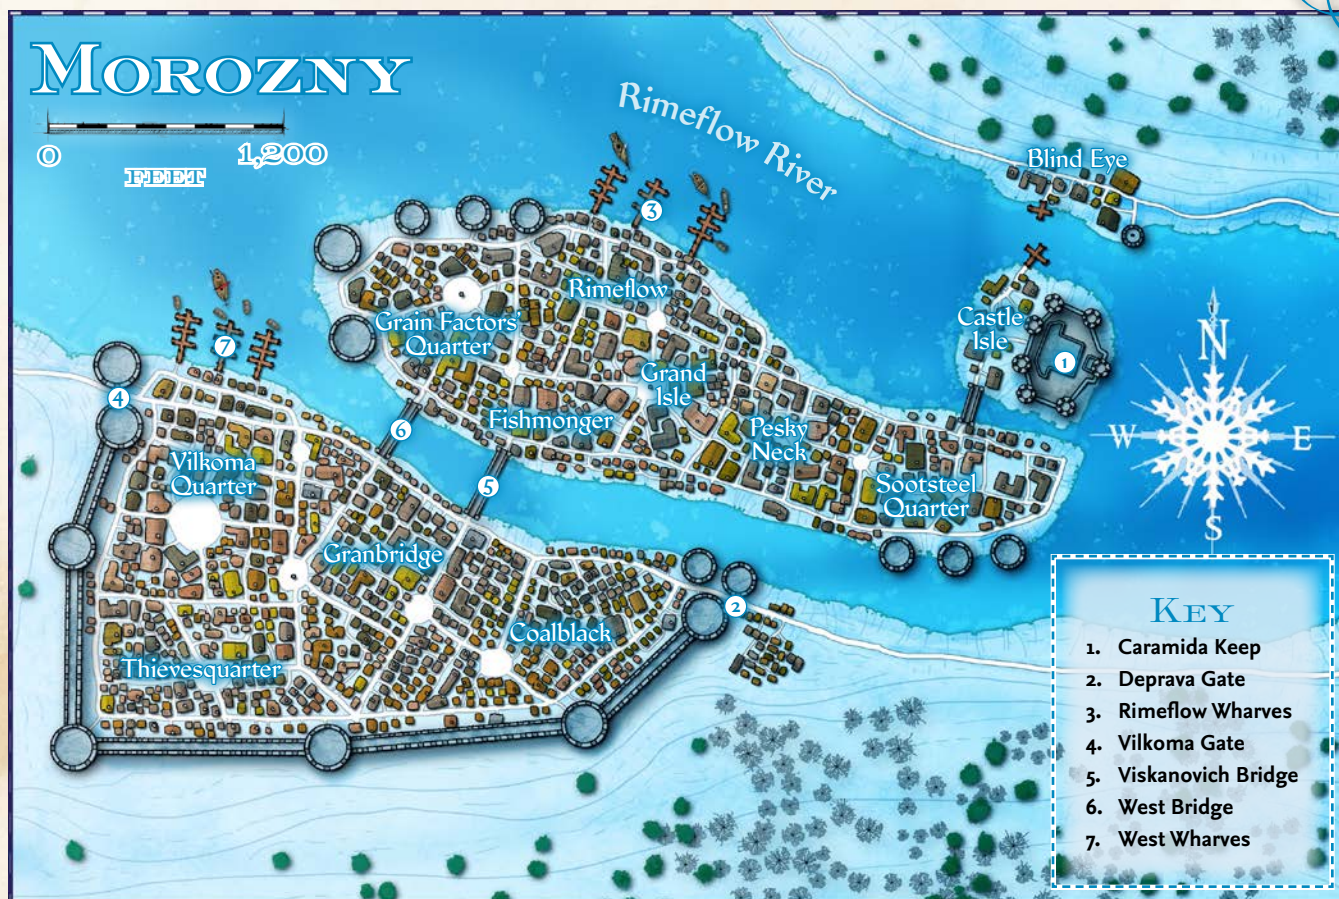 MOROZNY
0 1,200
FEET
Rimeflow River
Blind Eye
3
Rimeflow
Castle
Isle
1
Grain Factors'
Quarter
7
Grand
Isle
4
Fishmonger
6
Pesky
Neck
N
W E
S
Vilkoma
Quarter
5
Sootsteel
Quarter
Granbridge
2
Coalblack
Thievesquarter
KEY
1. Caramida Keep
2. Deprava Gate
3. Rimeflow Wharves
4. Vilkoma Gate
5. Viskanovich Bridge
6. West Bridge
7. West Wharves